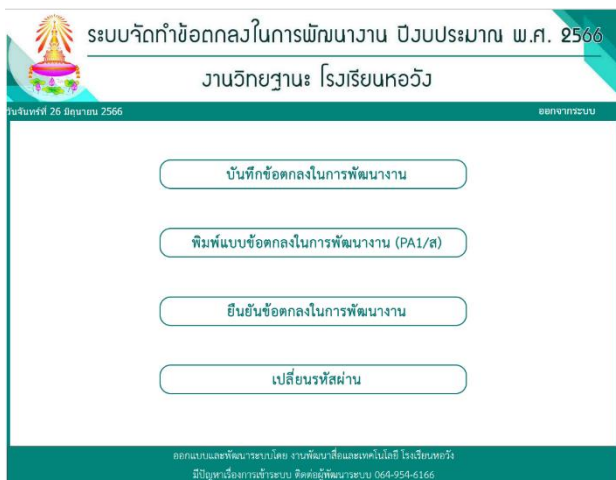 ระบบจัดทำข้อตกลงในการพัฒนางาน ปีงบประมาณ พ.ศ. 2566
งานวิทยฐานะ โรงเรียนหอวัง
วันจันทร์ที่ 26 มิถุนายน 2566 ออกจากระบบ
บันทึกข้อตกลงในการพัฒนางาน
พิมพ์แบบข้อตกลงในการพัฒนางาน (PA1/ส)
ยืนยันข้อตกลงในการพัฒนางาน
เปลี่ยนรหัสผ่าน
ออกแบบและพัฒนาระบบโดย งานพัฒนาสื่อและเทคโนโลยี โรงเรียนหอวัง
มีปัญหาเรื่องการเข้าระบบ ติดต่อผู้พัฒนาระบบ 064-954-6166